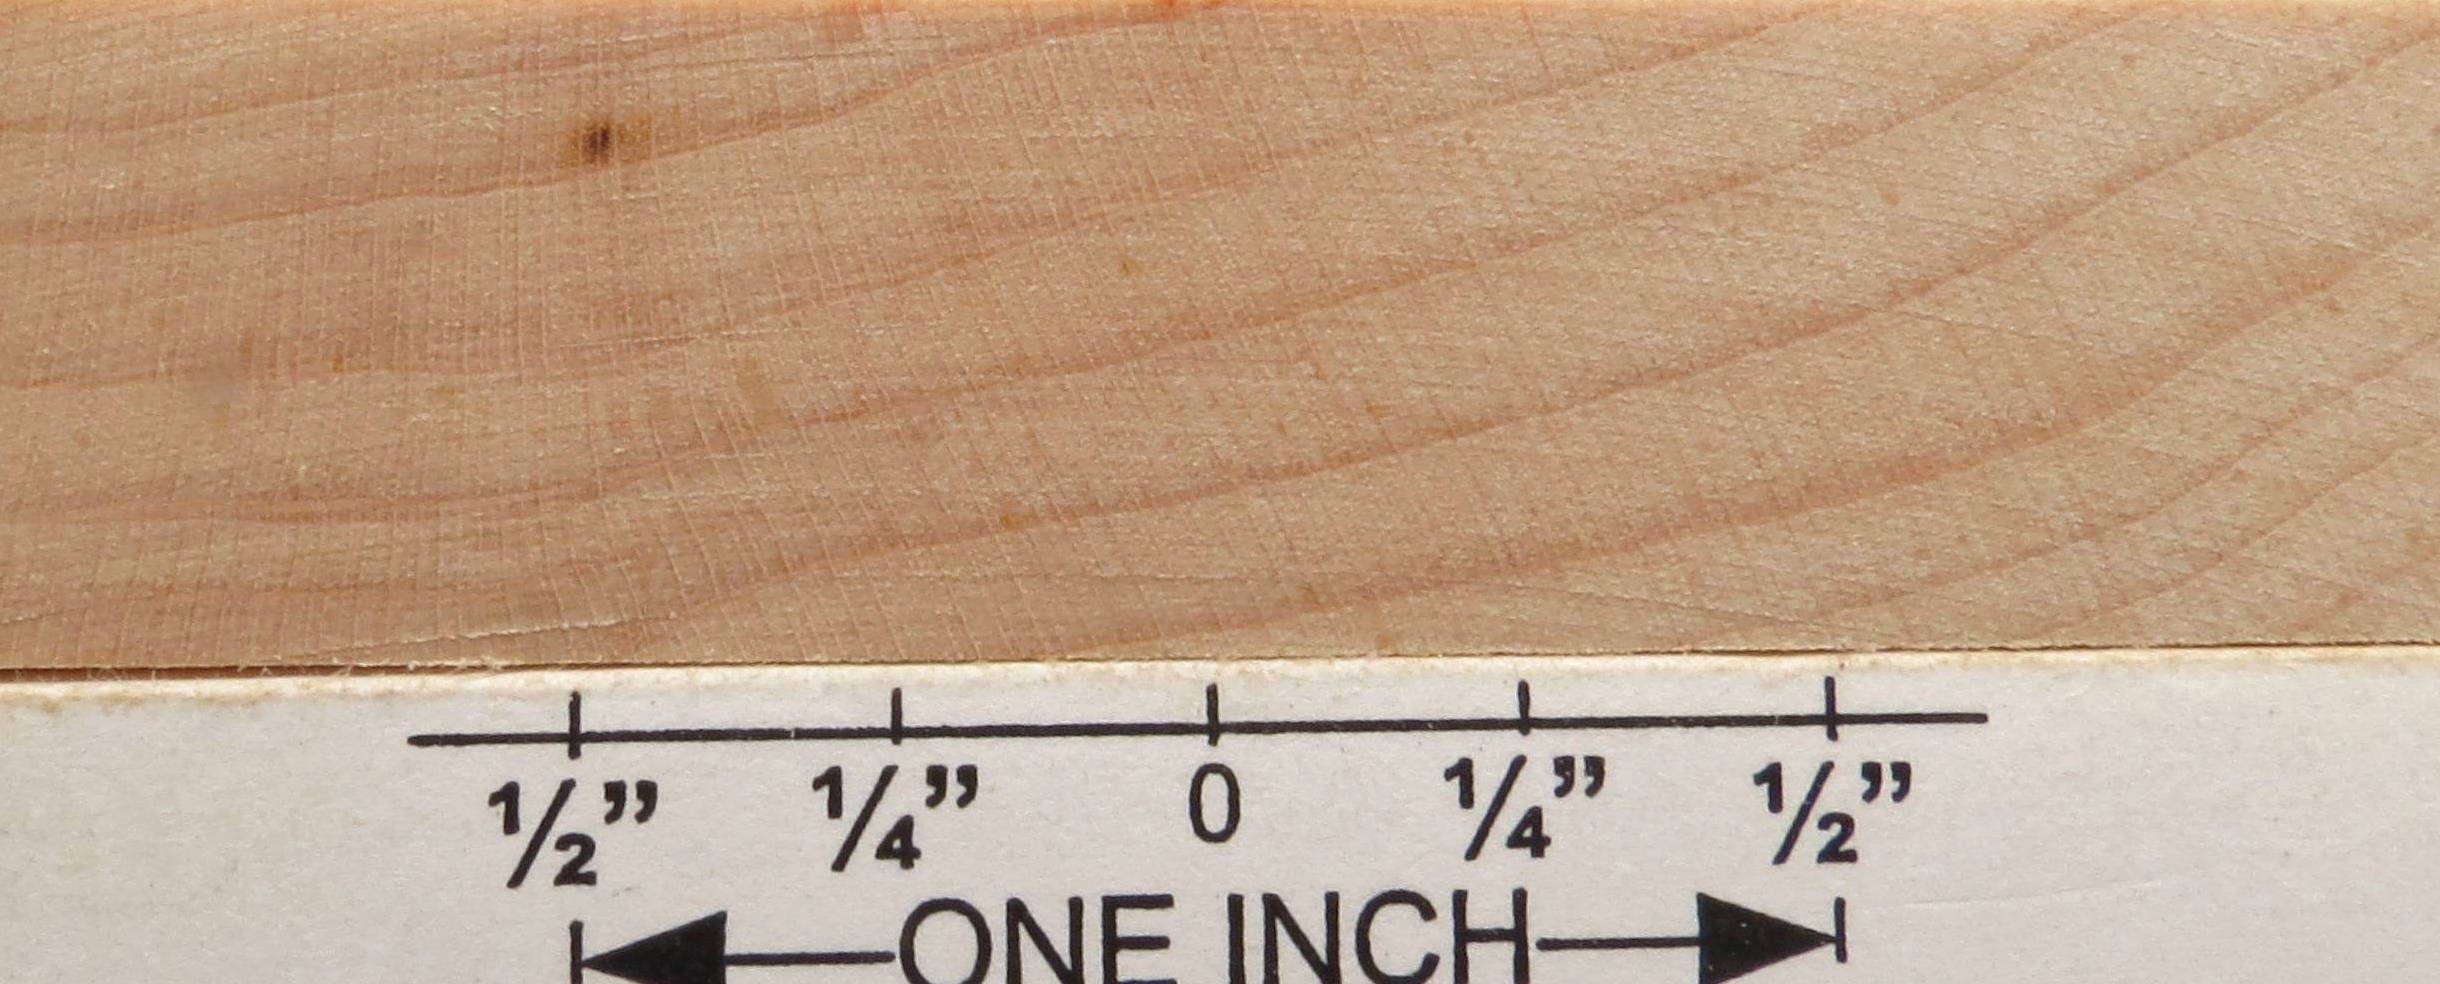 1/2” 1/4” 0 1/4” 1/2”
ONE INCH